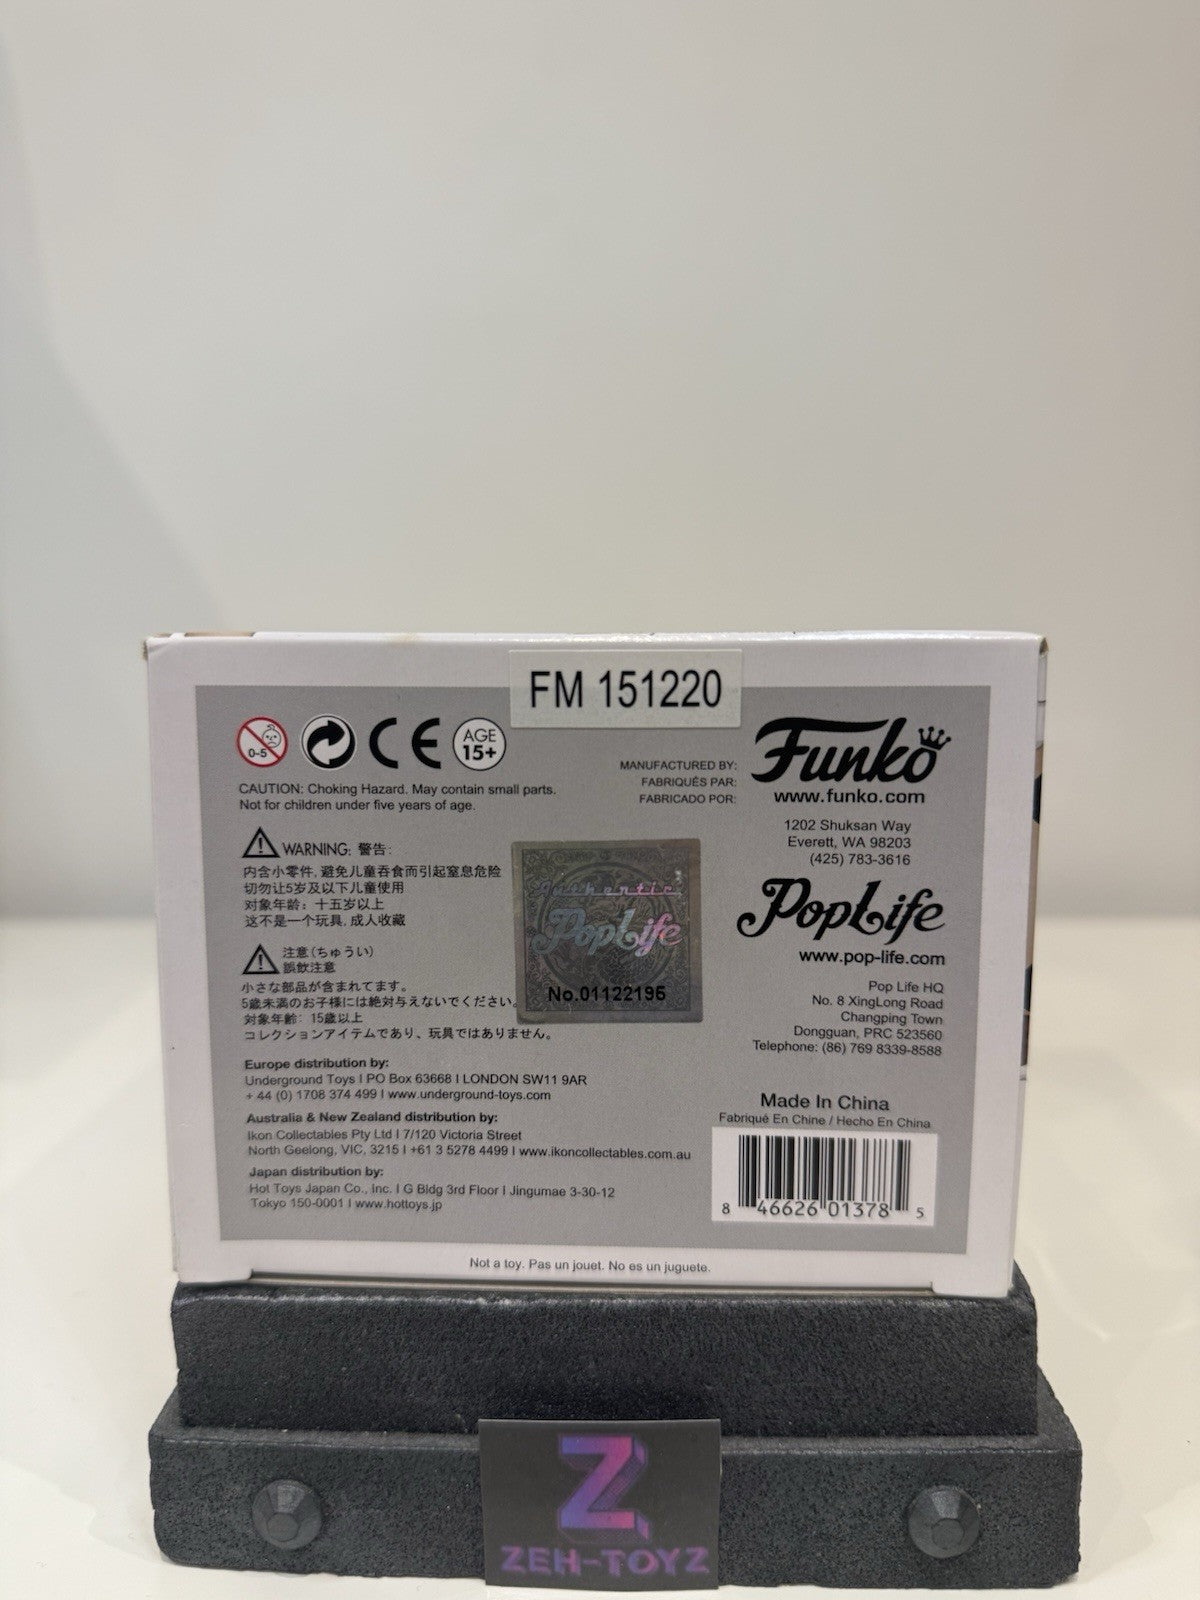 FM 151220
0-5
CE
AGE
15+
CAUTION: Choking Hazard. May contain small parts.
Not for children under five years of age.
WARNING: 警告:
内含小零件, 避免儿童吞食而引起窒息危险
切勿让5岁及以下儿童使用
对象年龄: 十五岁以上
这不是一个玩具, 成人收藏
注意(ちゅうい)
誤飲注意
小さな部品が含まれてます。
5歳未満のお子様には絶対与えないでください。
対象年齢: 15歳以上
コレクションアイテムであり、玩具ではありません。
Europe distribution by:
Underground Toys I PO Box 63668 I LONDON SW11 9AR
+ 44 (0) 1708 374 499 I www.underground-toys.com
Australia & New Zealand distribution by:
Ikon Collectables Pty Ltd I 7/120 Victoria Street
North Geelong, VIC, 3215 I +61 3 5278 4499 I www.ikoncollectables.com.au
Japan distribution by:
Hot Toys Japan Co., Inc. I G Bldg 3rd Floor I Jingumae 3-30-12
Tokyo 150-0001 I www.hottoys.jp
Authentic
PopLife
No.01122195
MANUFACTURED BY:
FABRIQUÉS PAR:
FABRICADO POR:
Funko
www.funko.com
1202 Shuksan Way
Everett, WA 98203
(425) 783-3616
PopLife
www.pop-life.com
Pop Life HQ
No. 8 XingLong Road
Changping Town
Dongguan, PRC 523560
Telephone: (86) 769 8339-8588
Made In China
Fabriqué En Chine / Hecho En China
8 46626 01378 5
Not a toy. Pas un jouet. No es un juguete.
Z
ZEH-TOYZ